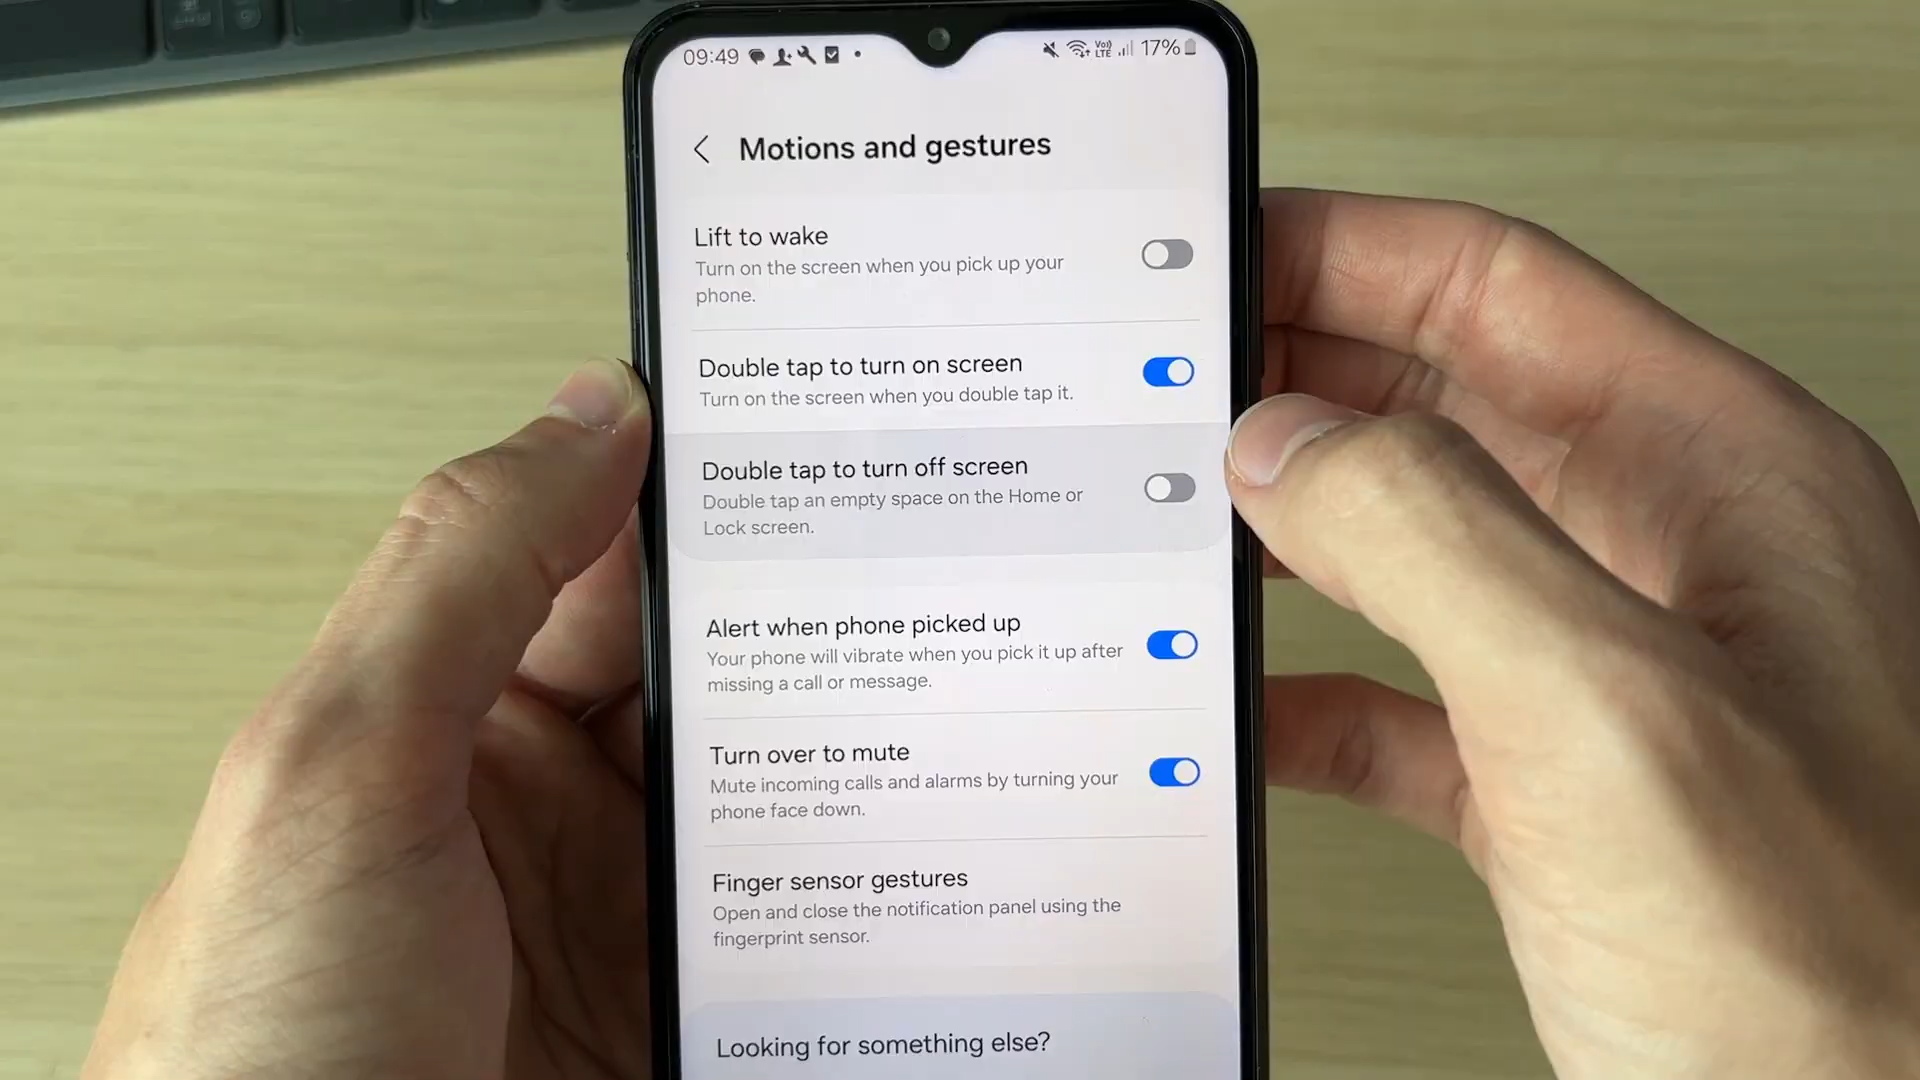 09:49
Vo)) LTE 17%
Motions and gestures
Lift to wake
Turn on the screen when you pick up your
phone.
Double tap to turn on screen
Turn on the screen when you double tap it.
Double tap to turn off screen
Double tap an empty space on the Home or
Lock screen.
Alert when phone picked up
Your phone will vibrate when you pick it up after
missing a call or message.
Turn over to mute
Mute incoming calls and alarms by turning your
phone face down.
Finger sensor gestures
Open and close the notification panel using the
fingerprint sensor.
Looking for something else?